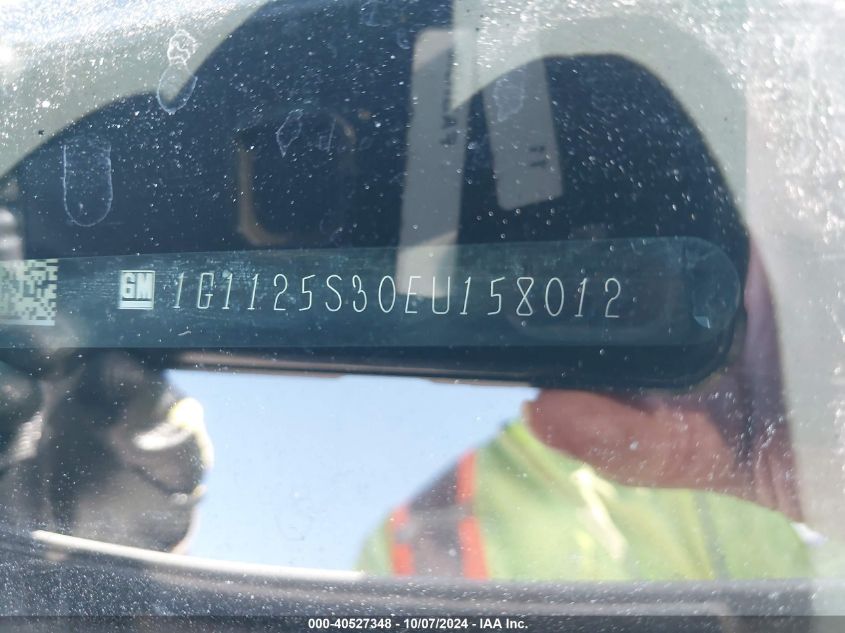 GM 1G1125S30EU158012
000-40527348 - 10/07/2024 - IAA Inc.